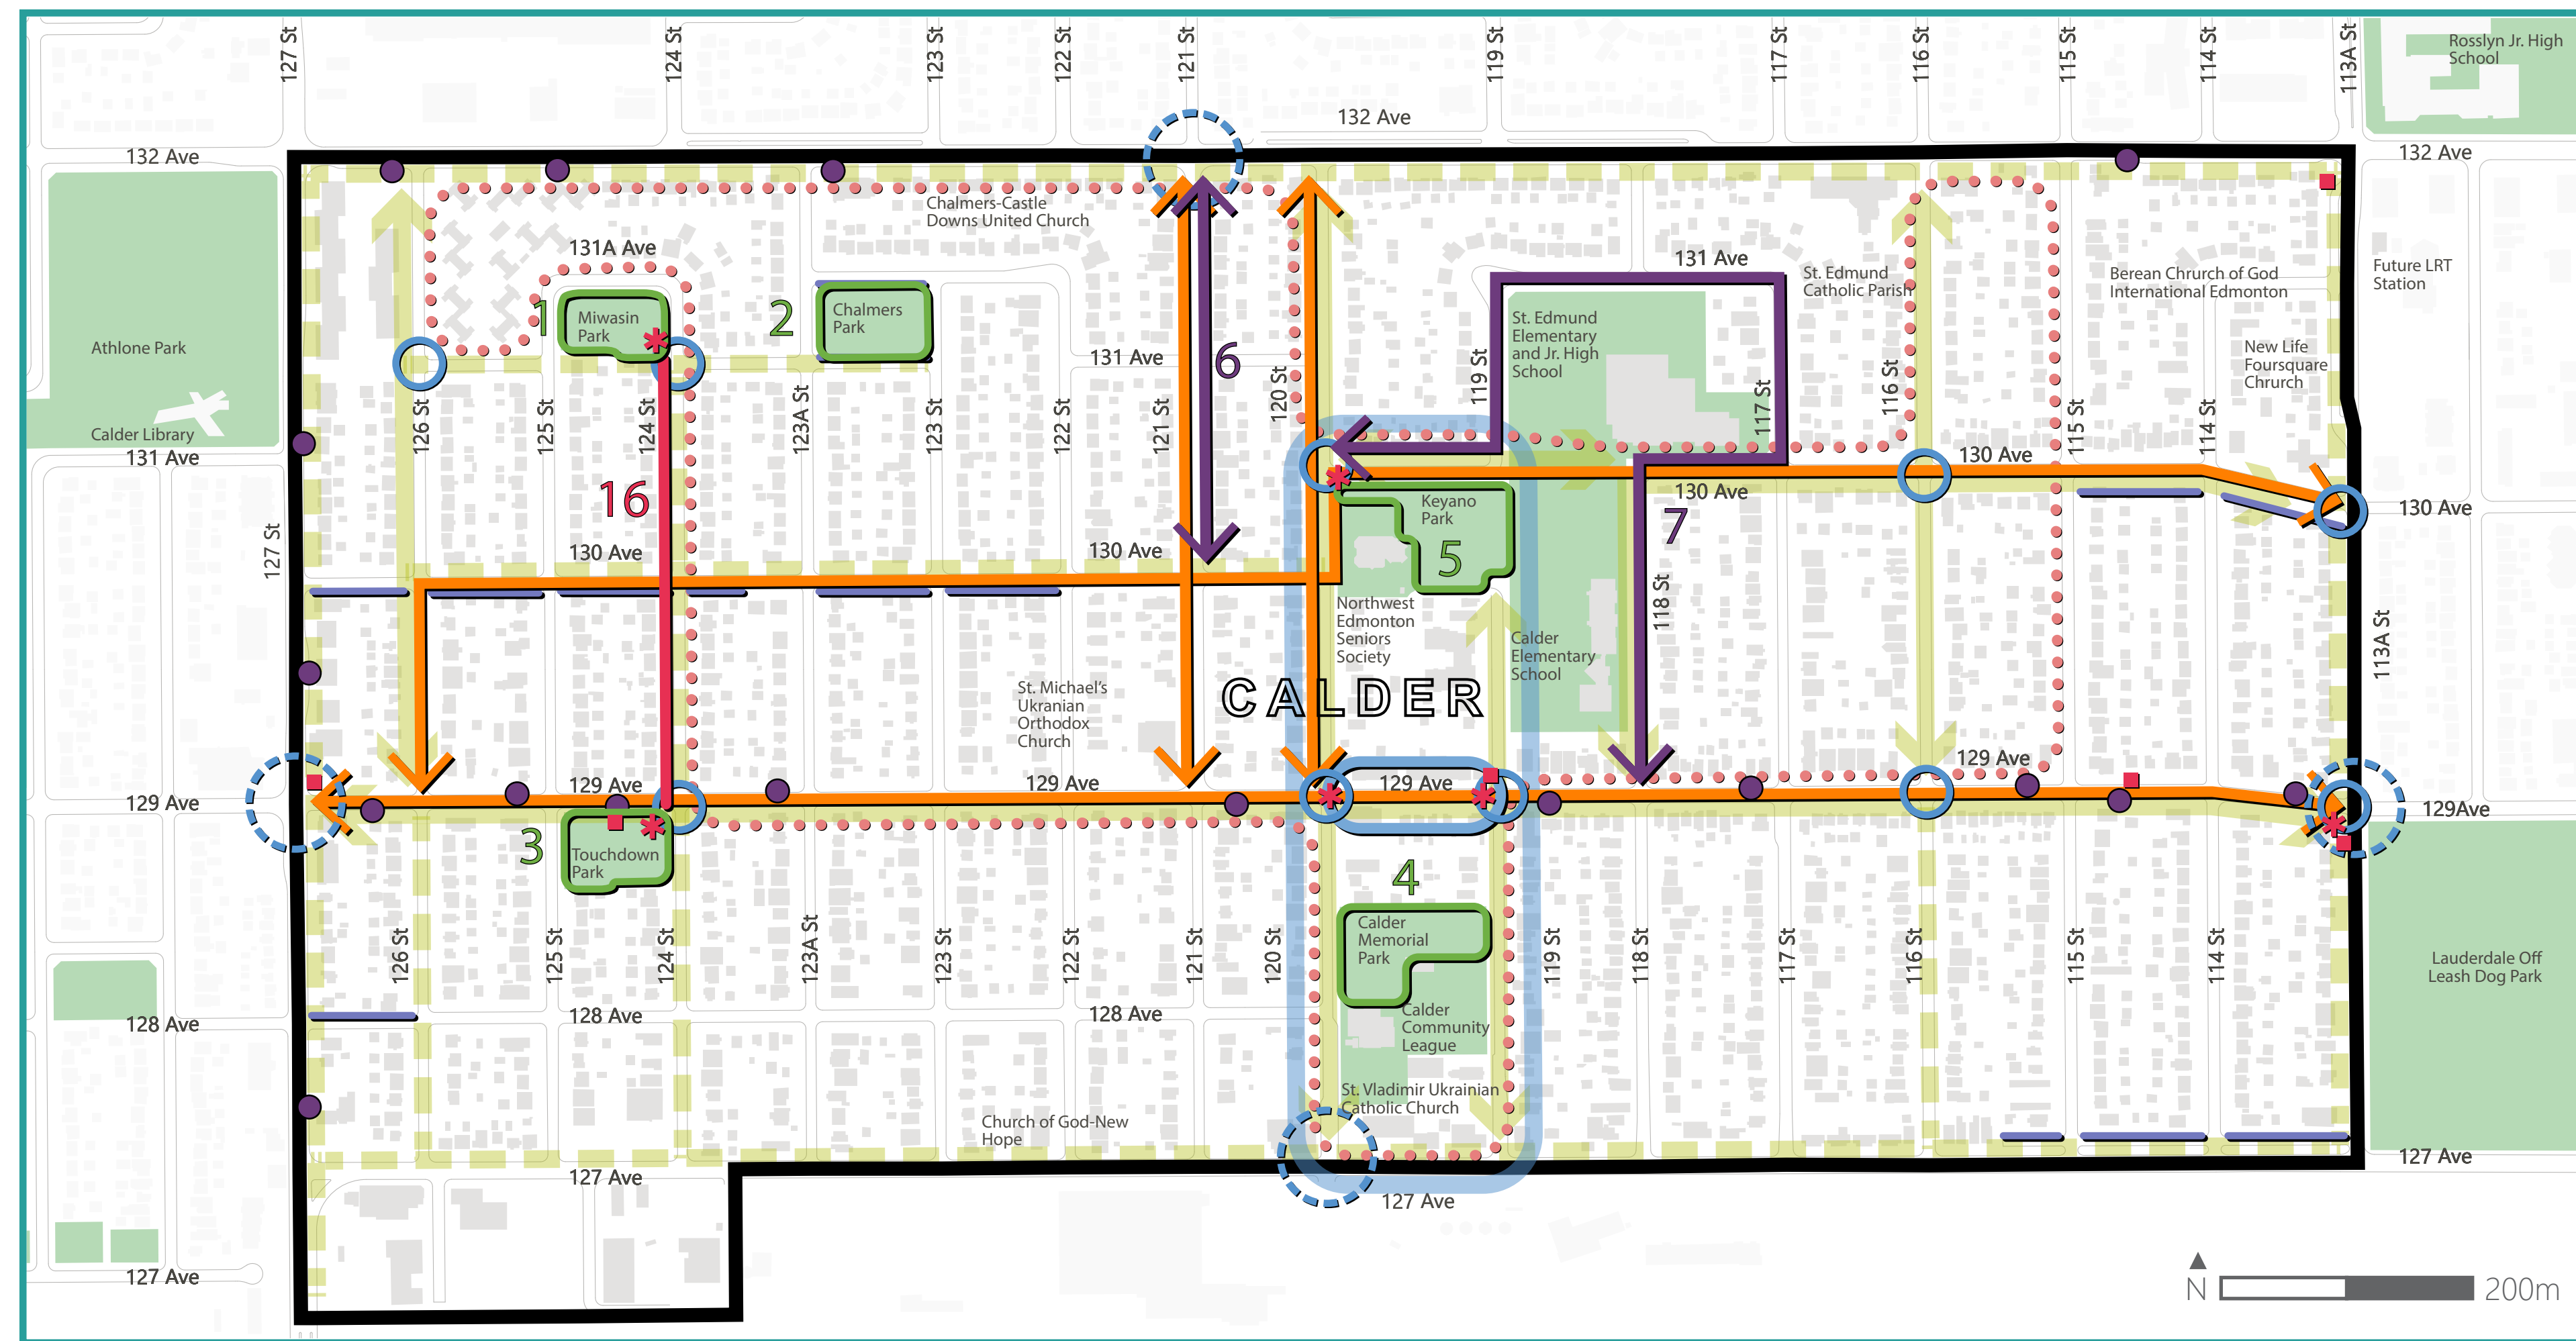 127 St
124 St
123 St
122 St
121 St
119 St
117 St
116 St
115 St
114 St
113A St
Rosslyn Jr. High
School
132 Ave
132 Ave
132 Ave
Chalmers-Castle
Downs United Church
131A Ave
131 Ave
St. Edmund
Catholic Parish
Berean Church of God
International Edmonton
Future LRT
Station
1
Miwasin
Park
2
Chalmers
Park
6
St. Edmund
Elementary
and Jr. High
School
Athlone Park
131 Ave
New Life
Foursquare
Chrurch
Calder Library
131 Ave
126 St
125 St
124 St
123A St
123 St
122 St
121 St
120 St
119 St
117 St
116 St
115 St
114 St
130 Ave
130 Ave
130 Ave
16
Keyano
Park
5
7
127 St
130 Ave
130 Ave
Northwest
Edmonton
Seniors
Society
118 St
113A St
Calder
Elementary
School
St. Michael's
Ukranian
Orthodox
Church
CALDER
129 Ave
129 Ave
129 Ave
129 Ave
129 Ave
129Ave
3
Touchdown
Park
4
Calder
Memorial
Park
126 St
125 St
124 St
123A St
123 St
122 St
121 St
120 St
119 St
118 St
117 St
116 St
115 St
114 St
Lauderdale Off
Leash Dog Park
128 Ave
128 Ave
128 Ave
Calder
Community
League
St. Vladimir Ukrainian
Catholic Church
Church of God-New
Hope
127 Ave
127 Ave
127 Ave
127 Ave
N
200m